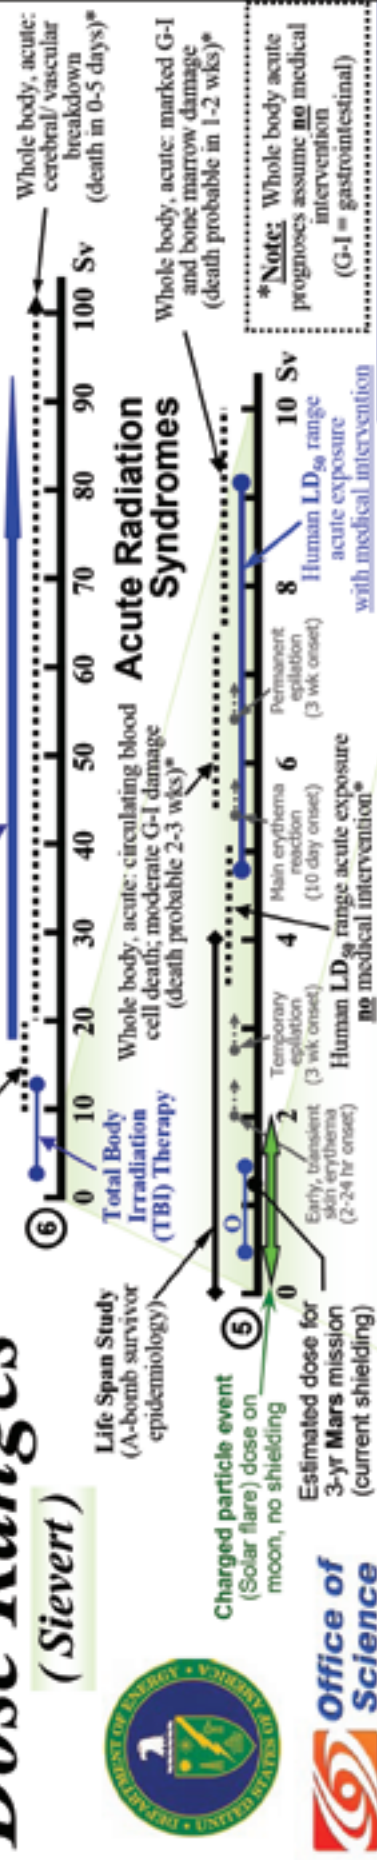 Dose Ranges
(Sievert)
Whole body, acute:
cerebral/ vascular
breakdown
(death in 0-5 days)*
6
0
10
20
30
40
50
60
70
80
90
100
Sv
Total Body
Irradiation
(TBI) Therapy
Acute Radiation
Syndromes
Whole body, acute: marked G-I
and bone marrow damage
(death probable in 1-2 wks)*
Whole body, acute: circulating blood
cell death; moderate G-I damage
(death probable 2-3 wks)*
Life Span Study
(A-bomb survivor
epidemiology)
5
O
0
2
4
6
8
10
Sv
Charged particle event
(Solar flare) dose on
moon, no shielding
Early, transient
skin erythema
(2-24 hr onset)
Temporary
epilation
(3 wk onset)
Main erythema
reaction
(10 day onset)
Permanent
epilation
(3 wk onset)
Human LD50 range
acute exposure
with medical intervention
Human LD50 range acute exposure
no medical intervention*
Estimated dose for
3-yr Mars mission
(current shielding)
*Note: Whole body acute
prognoses assume no medical
intervention
(G-I = gastrointestinal)
DEPARTMENT OF ENERGY
UNITED STATES OF AMERICA
Office of
Science